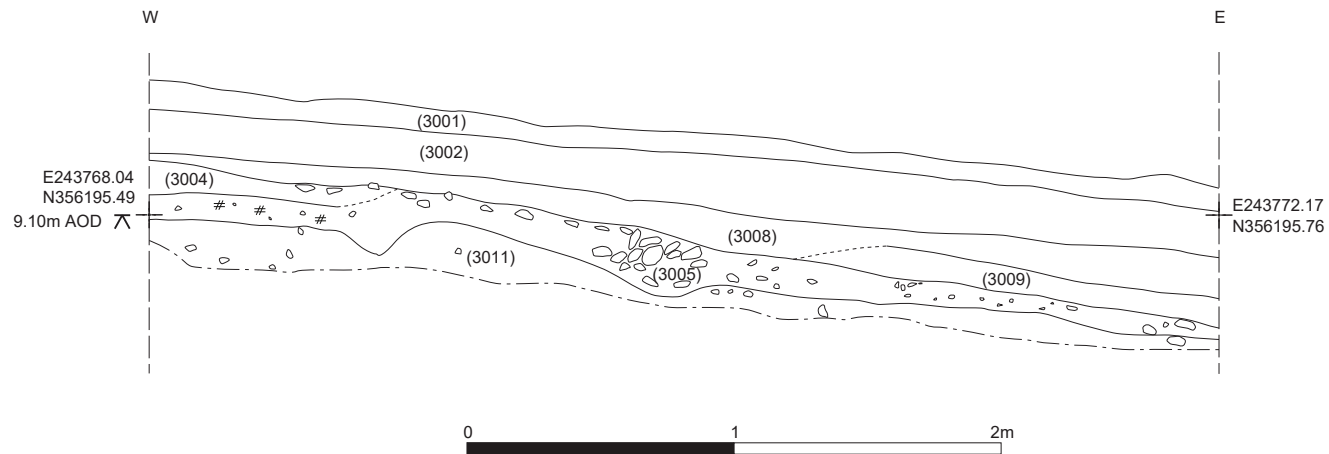 W
E
(3001)
(3002)
E243768.04
N356195.49
9.10m AOD
(3004)
E243772.17
N356195.76
(3008)
(3011)
(3005)
(3009)
0
1
2m